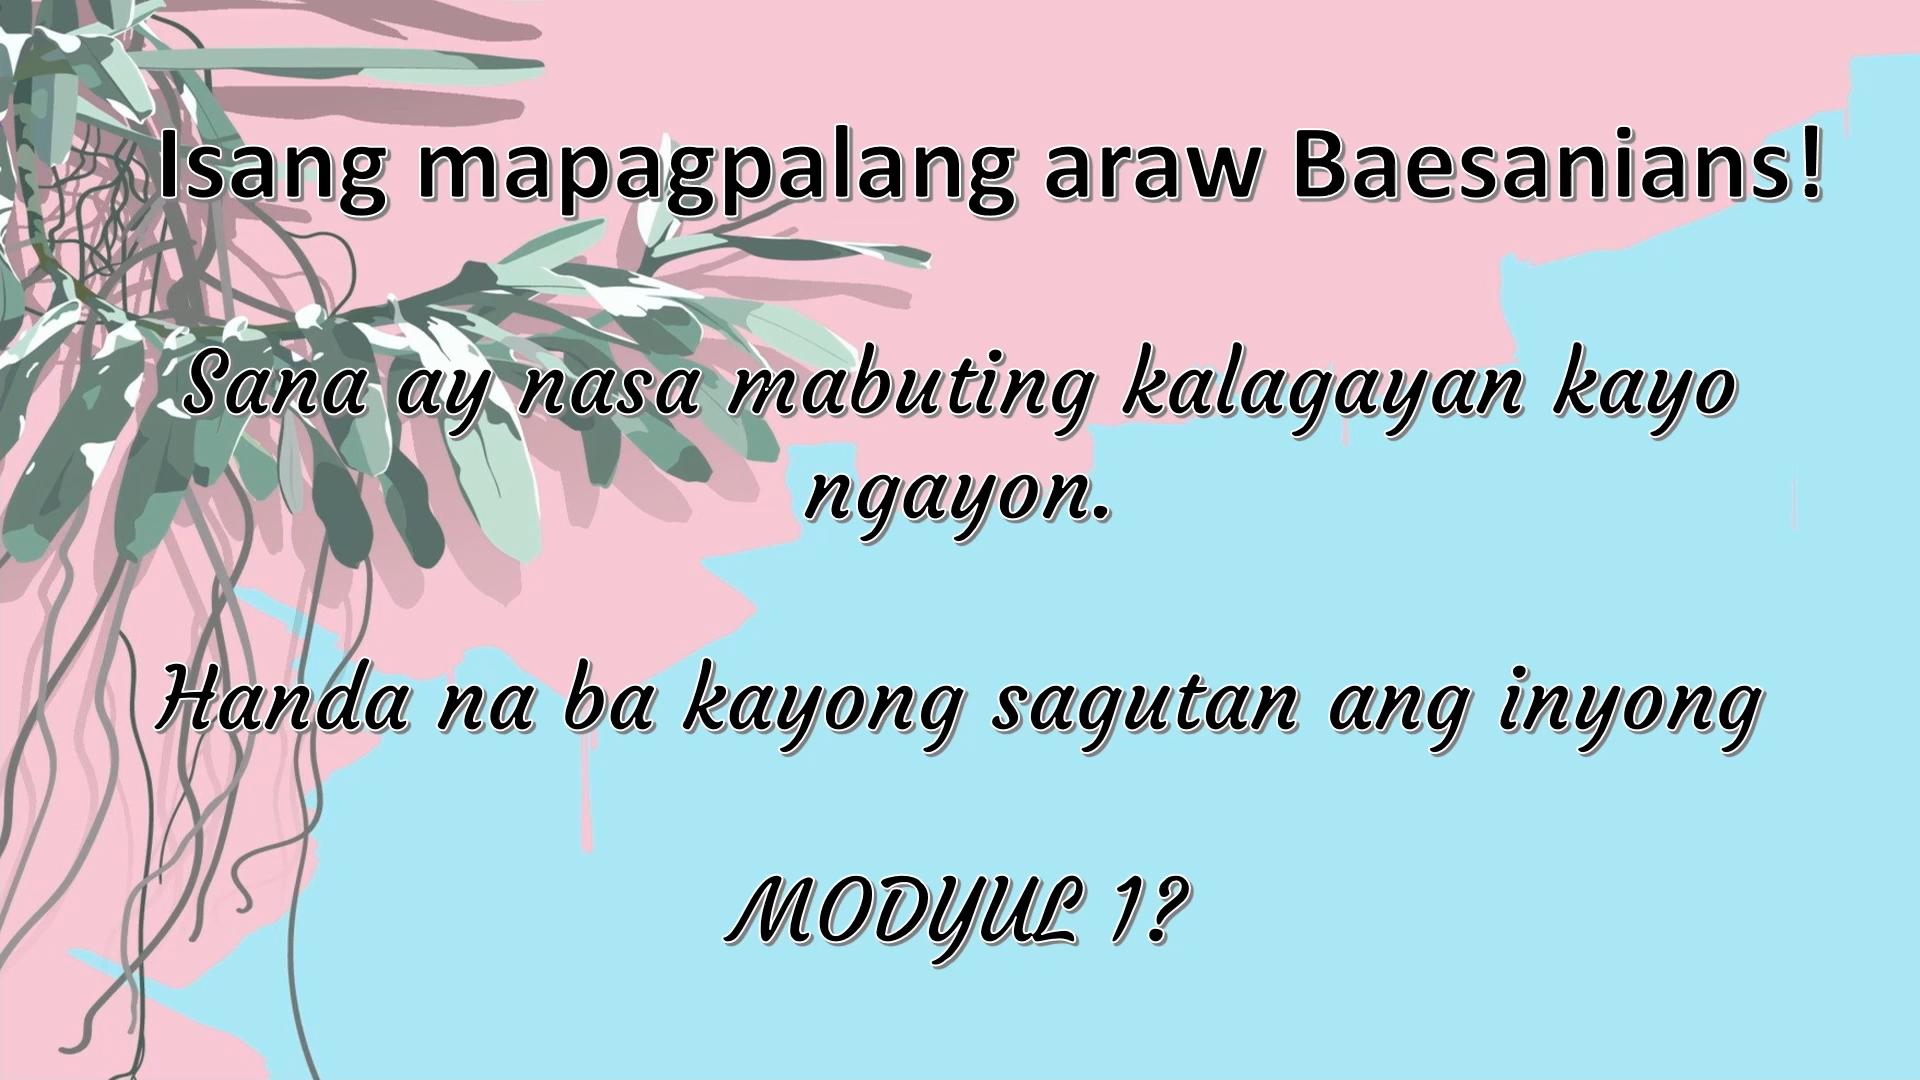 Isang mapagpalang araw Baesanians!
Sana ay nasa mabuting kalagayan kayo
ngayon.
Handa na ba kayong sagutan ang inyong
MODYUL 1?